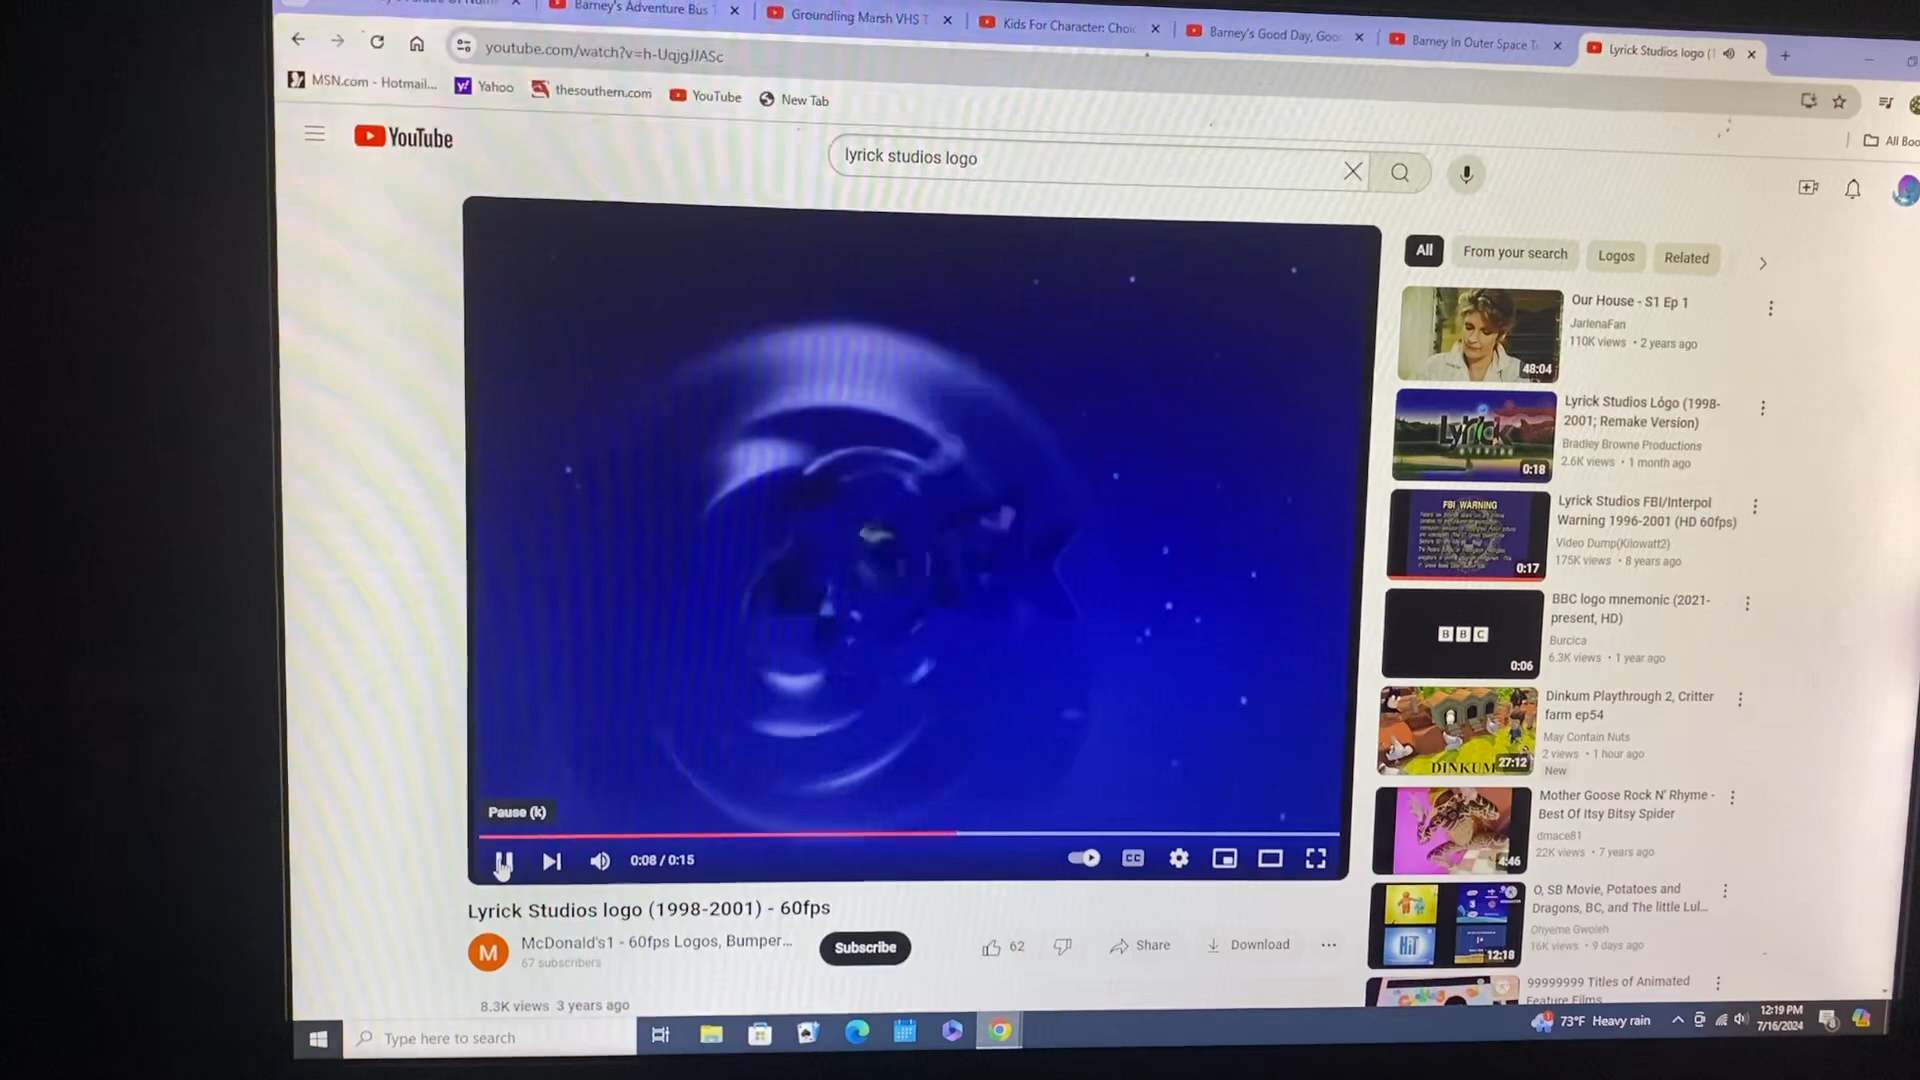 Barney's Adventure Bus T
Groundling Marsh VHS T
Kids For Character: Choic
Barney's Good Day, Goo
Barney In Outer Space T
Lyrick Studios logo (1
youtube.com/watch?v=h-UqjgJJASc
MSN.com - Hotmail...
Yahoo
thesouthern.com
YouTube
New Tab
All Boo
YouTube
lyrick studios logo
All
From your search
Logos
Related
Our House - S1 Ep 1
JarlenaFan
110K views • 2 years ago
48:04
Lyrick Studios Logo (1998-
2001; Remake Version)
Bradley Browne Productions
2.6K views • 1 month ago
Lyrick
STUDIOS
0:18
Lyrick Studios FBI/Interpol
Warning 1996-2001 (HD 60fps)
Video Dump(Kilowatt2)
175K views • 8 years ago
FBI WARNING
0:17
BBC logo mnemonic (2021-
present, HD)
Burcica
6.3K views • 1 year ago
BBC
0:06
Dinkum Playthrough 2, Critter
farm ep54
May Contain Nuts
2 views • 1 hour ago
New
DINKUM
27:12
Mother Goose Rock N' Rhyme -
Best Of Itsy Bitsy Spider
dmace81
22K views • 7 years ago
4:46
O, SB Movie, Potatoes and
Dragons, BC, and The little Lul...
Ohyeme Gwoleh
16K views • 9 days ago
HiT
12:18
99999999 Titles of Animated
Feature Films
Pause (k)
0:08 / 0:15
CC
Lyrick Studios logo (1998-2001) - 60fps
M
McDonald's1 - 60fps Logos, Bumper...
67 subscribers
Subscribe
62
Share
Download
8.3K views 3 years ago
Type here to search
73°F Heavy rain
12:19 PM
7/16/2024
8